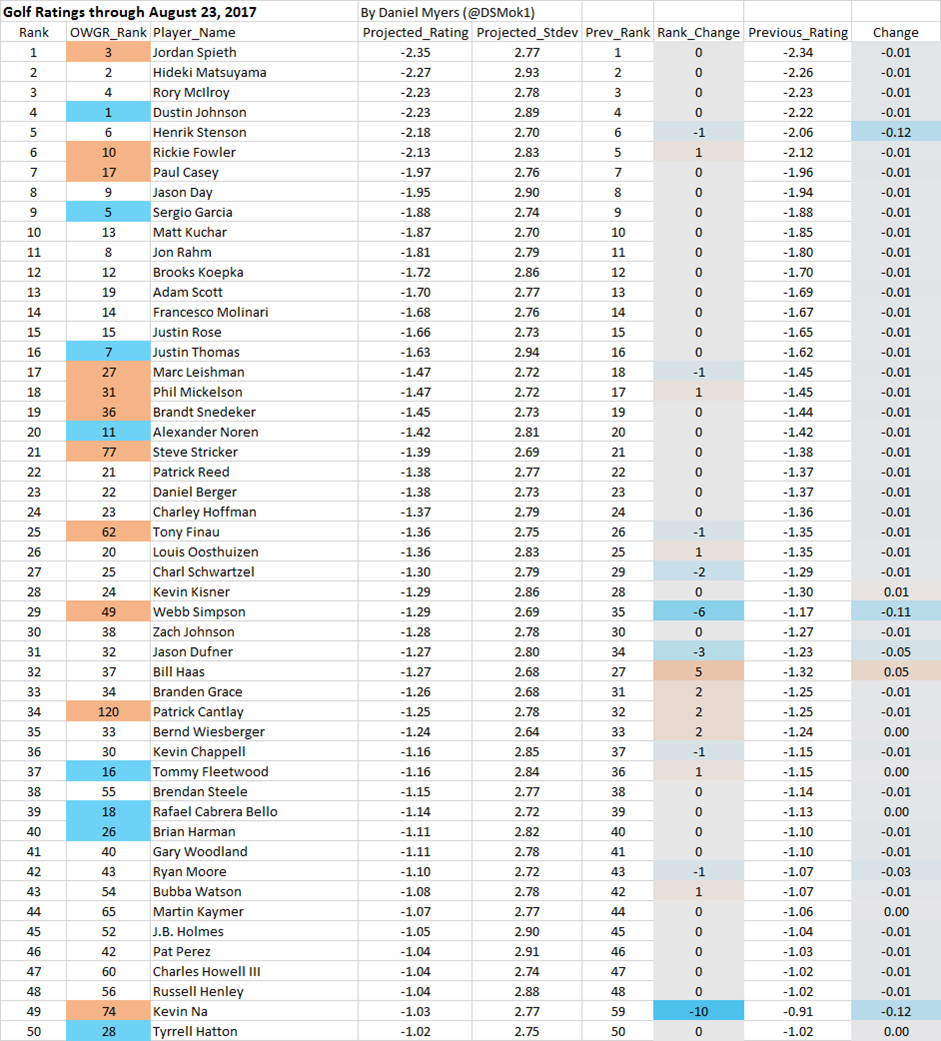 Golf Ratings through August 23, 2017 By Daniel Myers (@DSMok1)
Rank OWGR_Rank Player_Name Projected_Rating Projected_Stdev Prev_Rank Rank_Change Previous_Rating Change
1 3 Jordan Spieth -2.35 2.77 1 0 -2.34 -0.01
2 2 Hideki Matsuyama -2.27 2.93 2 0 -2.26 -0.01
3 4 Rory McIlroy -2.23 2.78 3 0 -2.23 -0.01
4 1 Dustin Johnson -2.23 2.89 4 0 -2.22 -0.01
5 6 Henrik Stenson -2.18 2.70 6 -1 -2.06 -0.12
6 10 Rickie Fowler -2.13 2.83 5 1 -2.12 -0.01
7 17 Paul Casey -1.97 2.76 7 0 -1.96 -0.01
8 9 Jason Day -1.95 2.90 8 0 -1.94 -0.01
9 5 Sergio Garcia -1.88 2.74 9 0 -1.88 -0.01
10 13 Matt Kuchar -1.87 2.70 10 0 -1.85 -0.01
11 8 Jon Rahm -1.81 2.79 11 0 -1.80 -0.01
12 12 Brooks Koepka -1.72 2.86 12 0 -1.70 -0.01
13 19 Adam Scott -1.70 2.77 13 0 -1.69 -0.01
14 14 Francesco Molinari -1.68 2.76 14 0 -1.67 -0.01
15 15 Justin Rose -1.66 2.73 15 0 -1.65 -0.01
16 7 Justin Thomas -1.63 2.94 16 0 -1.62 -0.01
17 27 Marc Leishman -1.47 2.72 18 -1 -1.45 -0.01
18 31 Phil Mickelson -1.47 2.72 17 1 -1.45 -0.01
19 36 Brandt Snedeker -1.45 2.73 19 0 -1.44 -0.01
20 11 Alexander Noren -1.42 2.81 20 0 -1.42 -0.01
21 77 Steve Stricker -1.39 2.69 21 0 -1.38 -0.01
22 21 Patrick Reed -1.38 2.77 22 0 -1.37 -0.01
23 22 Daniel Berger -1.38 2.73 23 0 -1.37 -0.01
24 23 Charley Hoffman -1.37 2.79 24 0 -1.36 -0.01
25 62 Tony Finau -1.36 2.75 26 -1 -1.35 -0.01
26 20 Louis Oosthuizen -1.36 2.83 25 1 -1.35 -0.01
27 25 Charl Schwartzel -1.30 2.79 29 -2 -1.29 -0.01
28 24 Kevin Kisner -1.29 2.86 28 0 -1.30 0.01
29 49 Webb Simpson -1.29 2.69 35 -6 -1.17 -0.11
30 38 Zach Johnson -1.28 2.78 30 0 -1.27 -0.01
31 32 Jason Dufner -1.27 2.80 34 -3 -1.23 -0.05
32 37 Bill Haas -1.27 2.68 27 5 -1.32 0.05
33 34 Branden Grace -1.26 2.68 31 2 -1.25 -0.01
34 120 Patrick Cantlay -1.25 2.78 32 2 -1.25 -0.01
35 33 Bernd Wiesberger -1.24 2.64 33 2 -1.24 0.00
36 30 Kevin Chappell -1.16 2.85 37 -1 -1.15 -0.01
37 16 Tommy Fleetwood -1.16 2.84 36 1 -1.15 0.00
38 55 Brendan Steele -1.15 2.77 38 0 -1.14 -0.01
39 18 Rafael Cabrera Bello -1.14 2.72 39 0 -1.13 0.00
40 26 Brian Harman -1.11 2.82 40 0 -1.10 -0.01
41 40 Gary Woodland -1.11 2.78 41 0 -1.10 -0.01
42 43 Ryan Moore -1.10 2.72 43 -1 -1.07 -0.03
43 54 Bubba Watson -1.08 2.78 42 1 -1.07 -0.01
44 65 Martin Kaymer -1.07 2.77 44 0 -1.06 0.00
45 52 J.B. Holmes -1.05 2.90 45 0 -1.04 -0.01
46 42 Pat Perez -1.04 2.91 46 0 -1.03 -0.01
47 60 Charles Howell III -1.04 2.74 47 0 -1.02 -0.01
48 56 Russell Henley -1.04 2.88 48 0 -1.02 -0.01
49 74 Kevin Na -1.03 2.77 59 -10 -0.91 -0.12
50 28 Tyrrell Hatton -1.02 2.75 50 0 -1.02 0.00